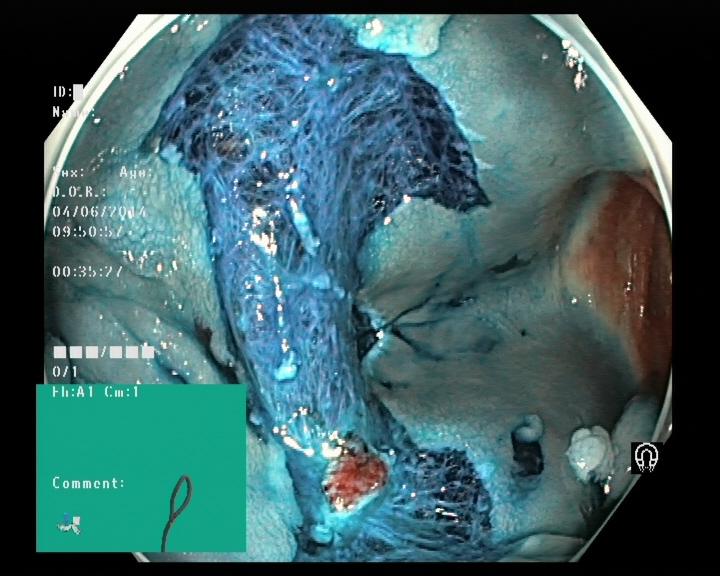 ID:
Name:
Sex: Age:
D.O.B.:
04/06/2014
09:50:57
00:35:27
0/1
Eh:A1 Cm:1
Comment: